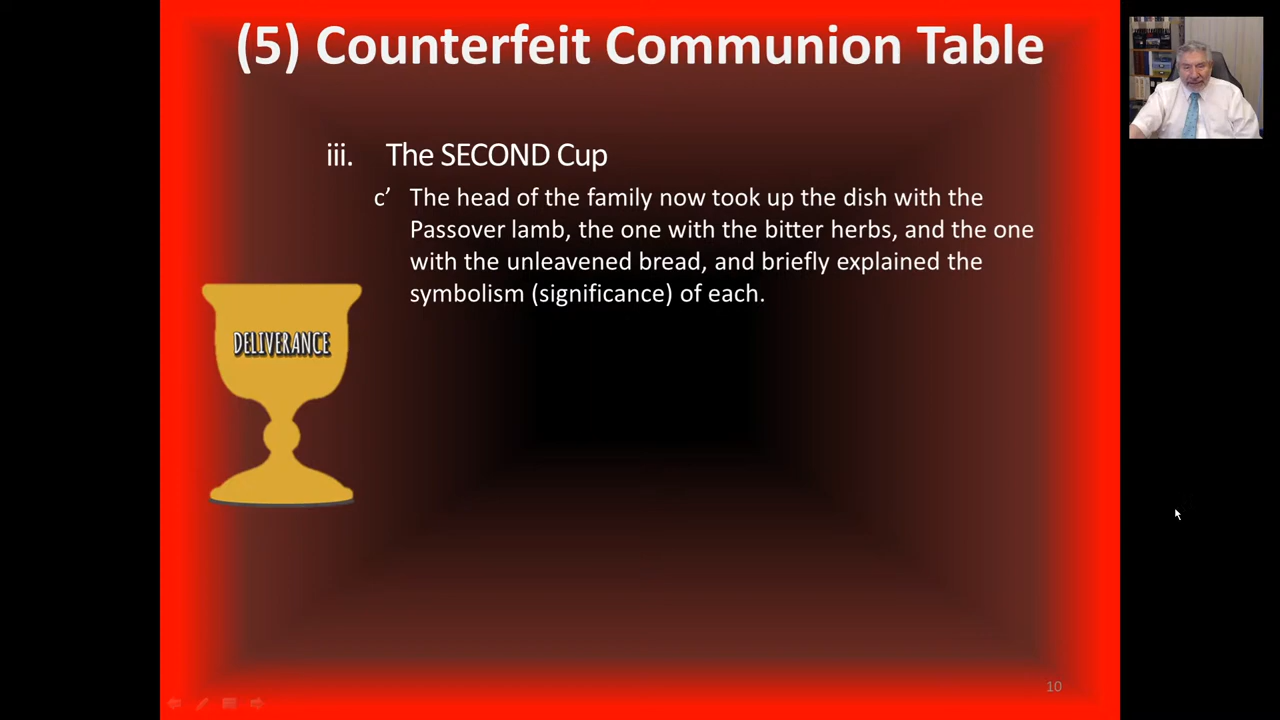 (5) Counterfeit Communion Table
iii. The SECOND Cup
c’ The head of the family now took up the dish with the
Passover lamb, the one with the bitter herbs, and the one
with the unleavened bread, and briefly explained the
symbolism (significance) of each.
DELIVERANCE
10